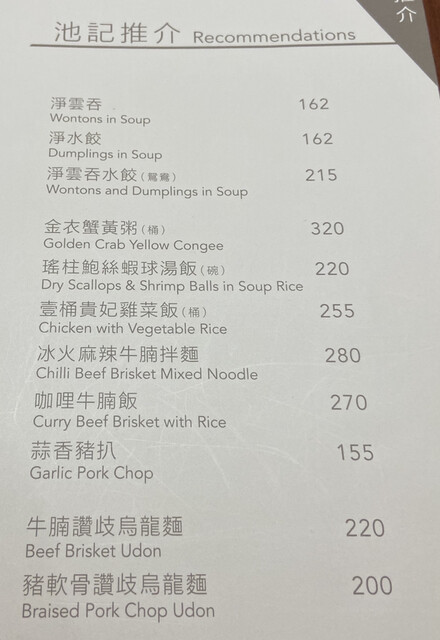 介
池記推介 Recommendations
淨雲吞 162
Wontons in Soup
淨水餃 162
Dumplings in Soup
淨雲吞水餃(鴛鴦) 215
Wontons and Dumplings in Soup
金衣蟹黃粥(桶) 320
Golden Crab Yellow Congee
瑤柱鮑絲蝦球湯飯(碗) 220
Dry Scallops & Shrimp Balls in Soup Rice
壹桶貴妃雞菜飯(桶) 255
Chicken with Vegetable Rice
冰火麻辣牛腩拌麵 280
Chilli Beef Brisket Mixed Noodle
咖哩牛腩飯 270
Curry Beef Brisket with Rice
蒜香豬扒 155
Garlic Pork Chop
牛腩讚歧烏龍麵 220
Beef Brisket Udon
豬軟骨讚歧烏龍麵 200
Braised Pork Chop Udon